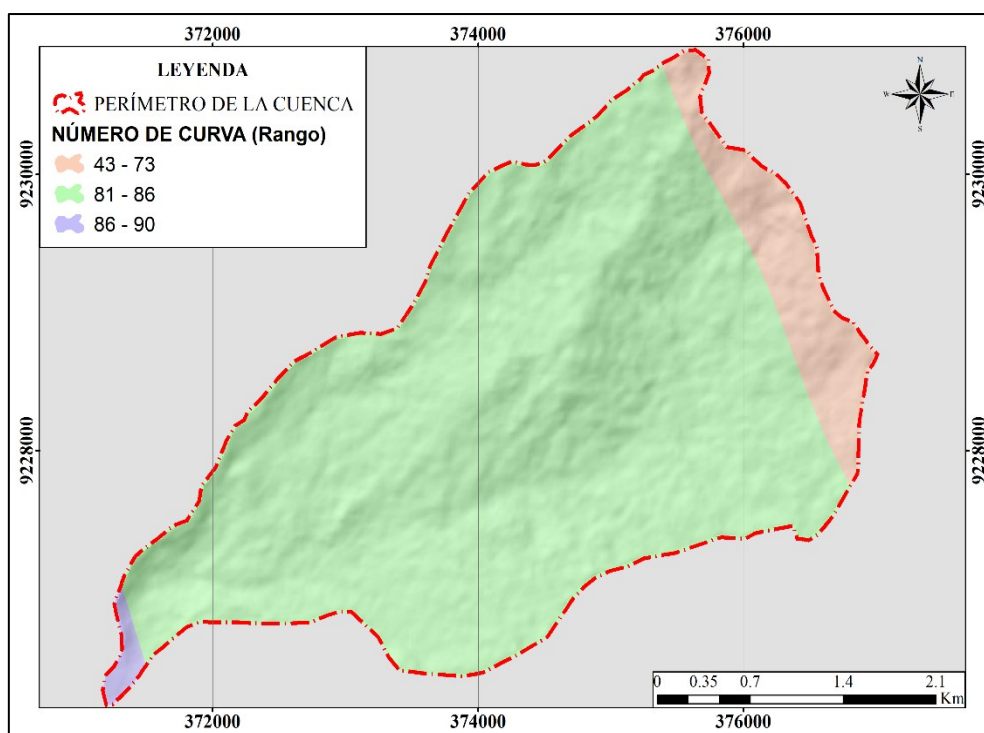 372000 374000 376000
LEYENDA
PERÍMETRO DE LA CUENCA
NÚMERO DE CURVA (Rango)
43 - 73
81 - 86
86 - 90
N
W E
S
9230000 9230000
9228000 9228000
0 0.35 0.7 1.4 2.1
Km
372000 374000 376000